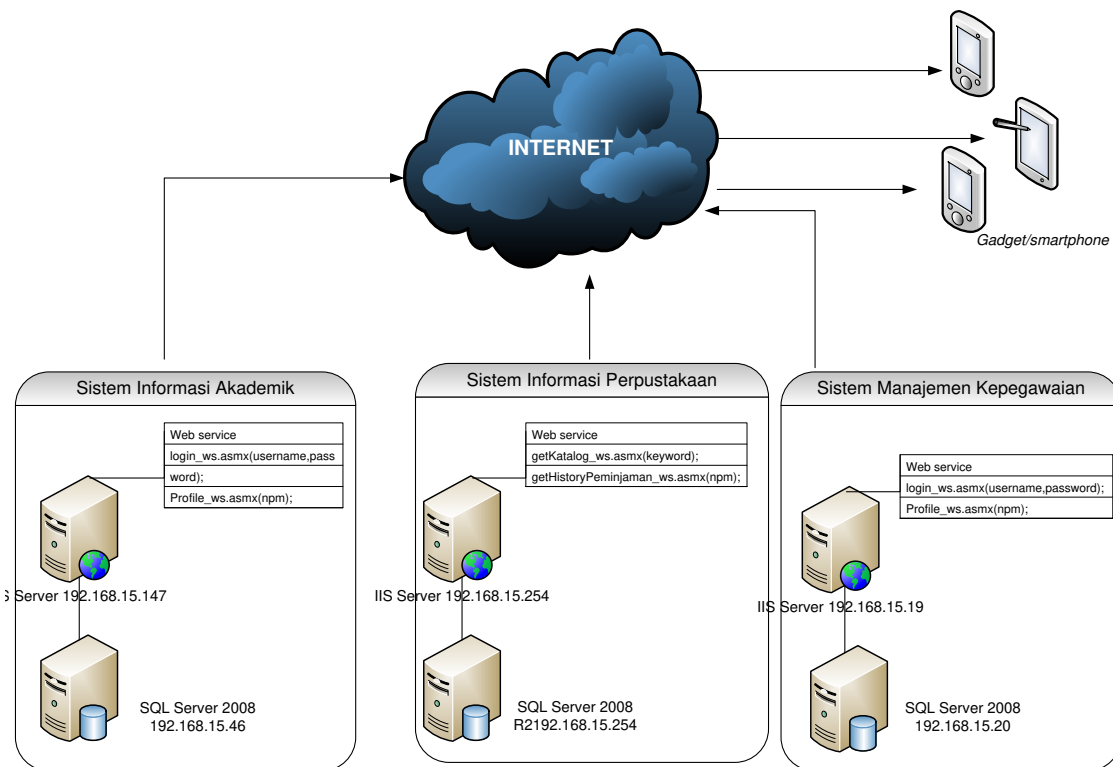 INTERNET
Gadget/smartphone
Sistem Informasi Akademik
Web service
login_ws.asmx(username,pass
word);
Profile_ws.asmx(npm);
S Server 192.168.15.147
SQL Server 2008
192.168.15.46
Sistem Informasi Perpustakaan
Web service
getKatalog_ws.asmx(keyword);
getHistoryPeminjaman_ws.asmx(npm);
IIS Server 192.168.15.254
SQL Server 2008
R2192.168.15.254
Sistem Manajemen Kepegawaian
Web service
login_ws.asmx(username,password);
Profile_ws.asmx(npm);
IIS Server 192.168.15.19
SQL Server 2008
192.168.15.20